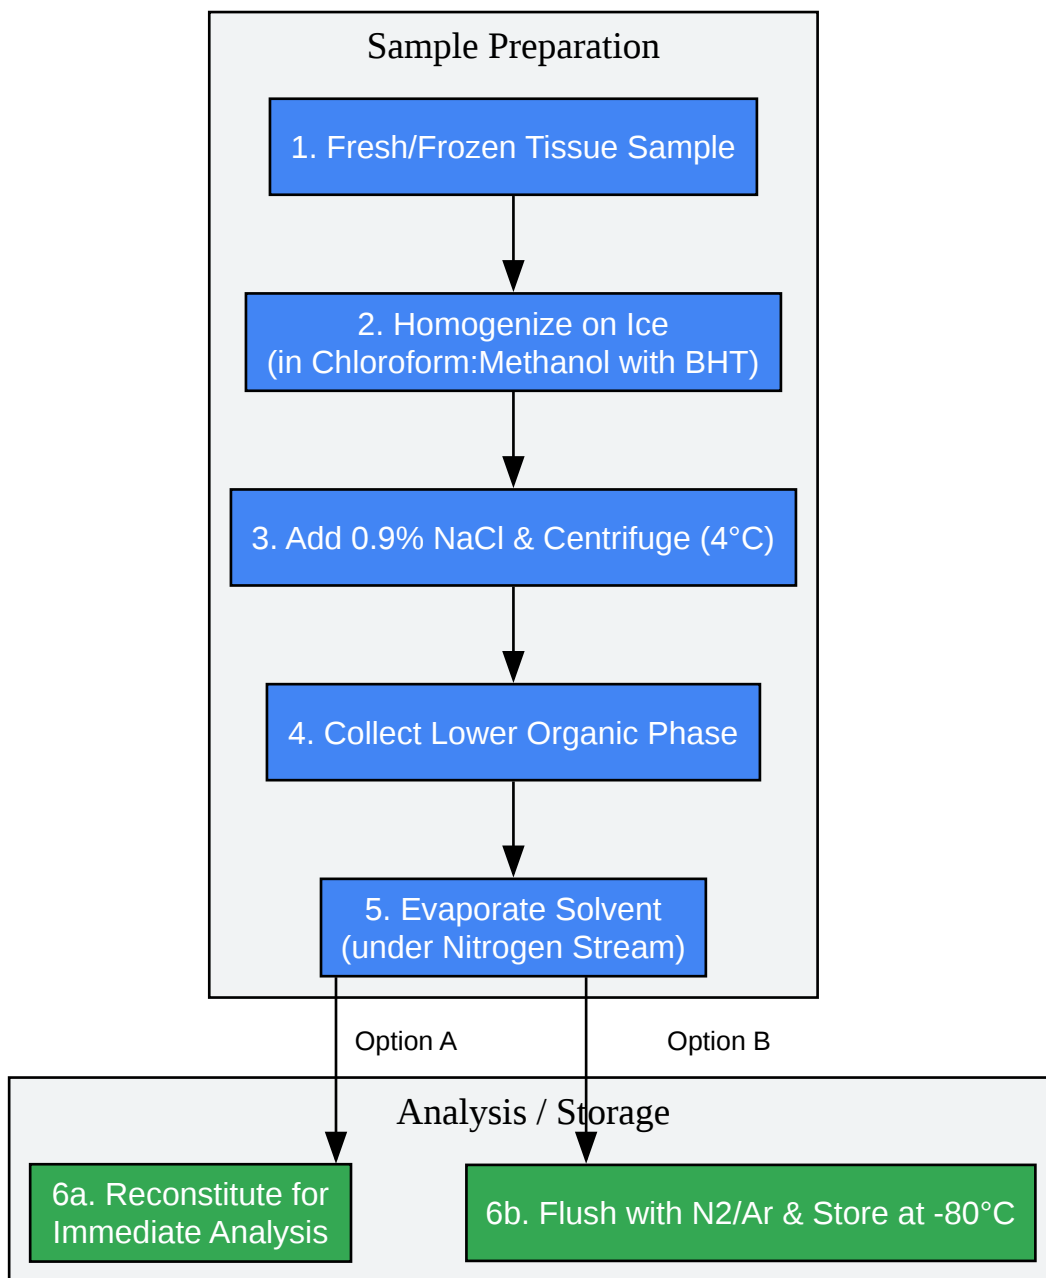 Sample Preparation
1. Fresh/Frozen Tissue Sample
2. Homogenize on Ice
(in Chloroform:Methanol with BHT)
3. Add 0.9% NaCl & Centrifuge (4°C)
4. Collect Lower Organic Phase
5. Evaporate Solvent
(under Nitrogen Stream)
Option A
Option B
Analysis / Storage
6a. Reconstitute for
Immediate Analysis
6b. Flush with N2/Ar & Store at -80°C